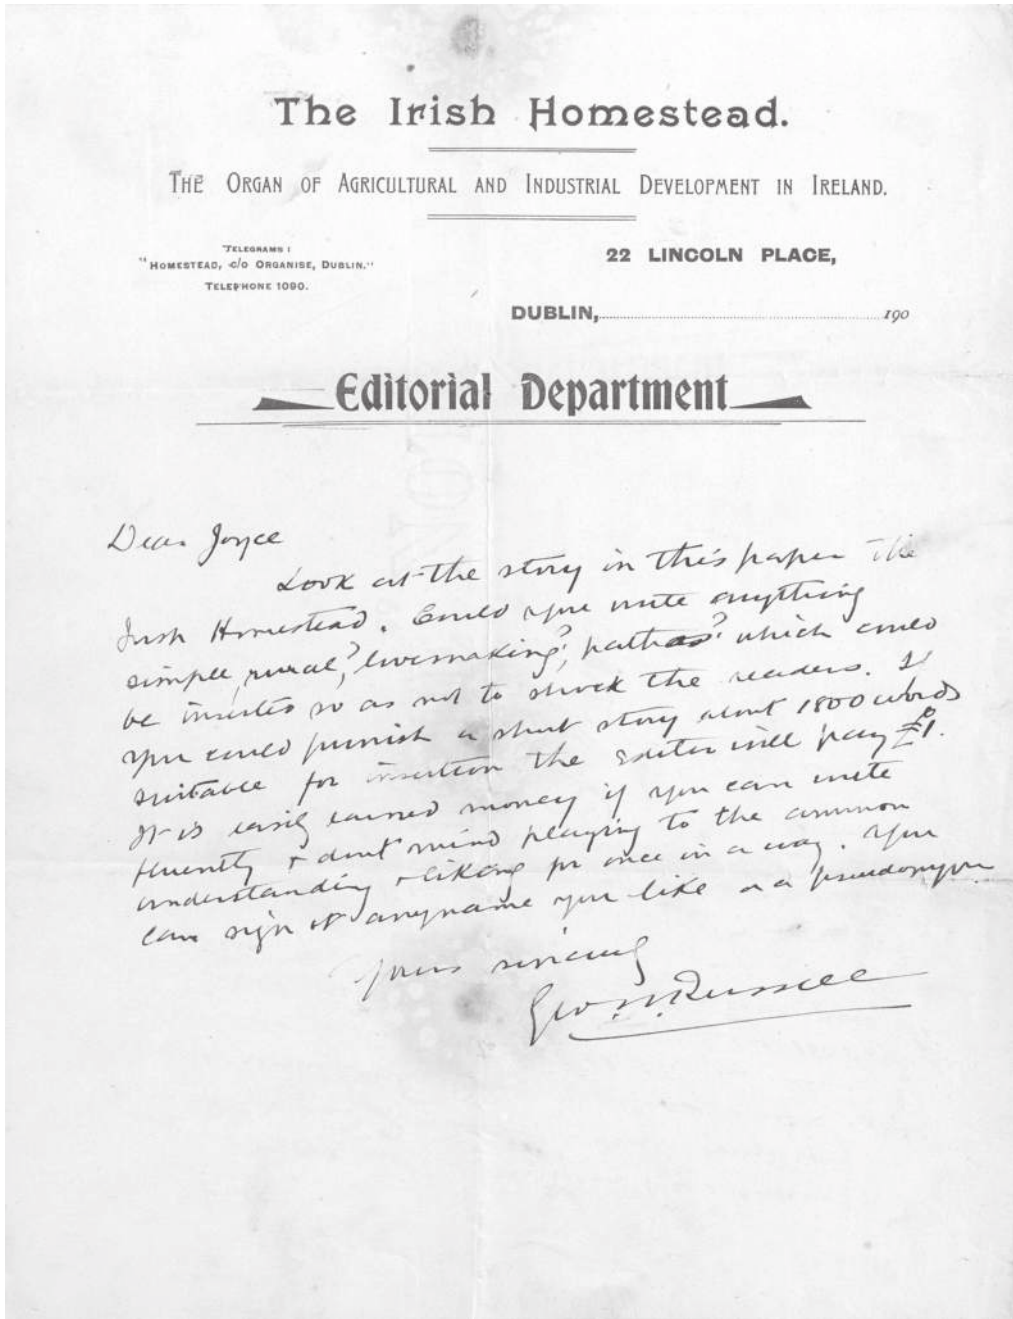 The Irish Homestead.
THE ORGAN OF AGRICULTURAL AND INDUSTRIAL DEVELOPMENT IN IRELAND.
TELEGRAMS:
"HOMESTEAD, c/o ORGANISE, DUBLIN."
TELEPHONE 1090.
22 LINCOLN PLACE,
DUBLIN, 190
Editorial Department
Dear Joyce
Look at the story in this paper The
Irish Homestead. Could you write anything
simple, rural?, livemaking?, pathos? which could
be inserted so as not to shock the readers. If
you could furnish a short story about 1800 words
suitable for insertion the editor will pay £1.
It is easily earned money if you can write
fluently & don't mind playing to the common
understanding & liking for once in a way. You
can sign it any name you like as a pseudonym.
Yours sincerely
Geo. W. Russell